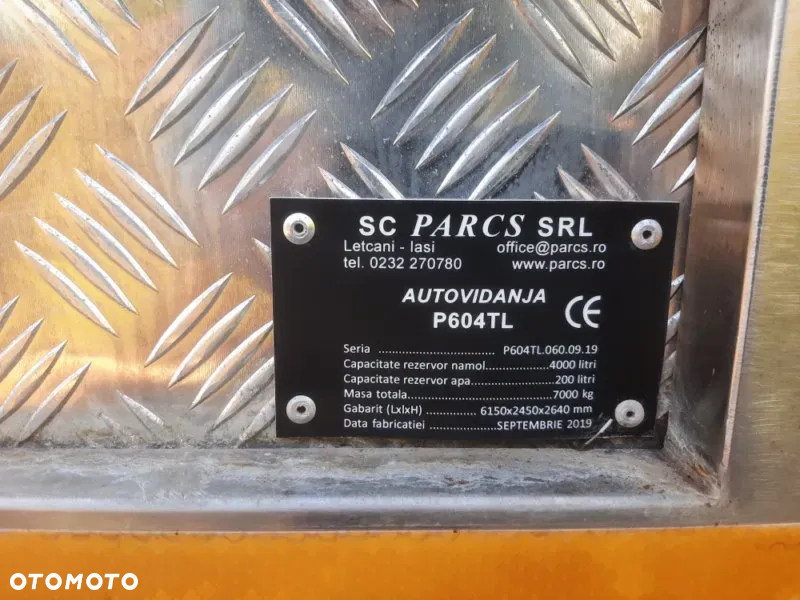 SC PARCS SRL
Letcani - Iasi office@parcs.ro
tel. 0232 270780 www.parcs.ro
AUTOVIDANJA
P604TL CE
Seria ................................ P604TL.060.09.19
Capacitate rezervor namol..................4000 litri
Capacitate rezervor apa.......................200 litri
Masa totala........................................7000 kg
Gabarit (LxlxH) .............. 6150x2450x2640 mm
Data fabricatiei ...................SEPTEMBRIE 2019
OTOMOTO